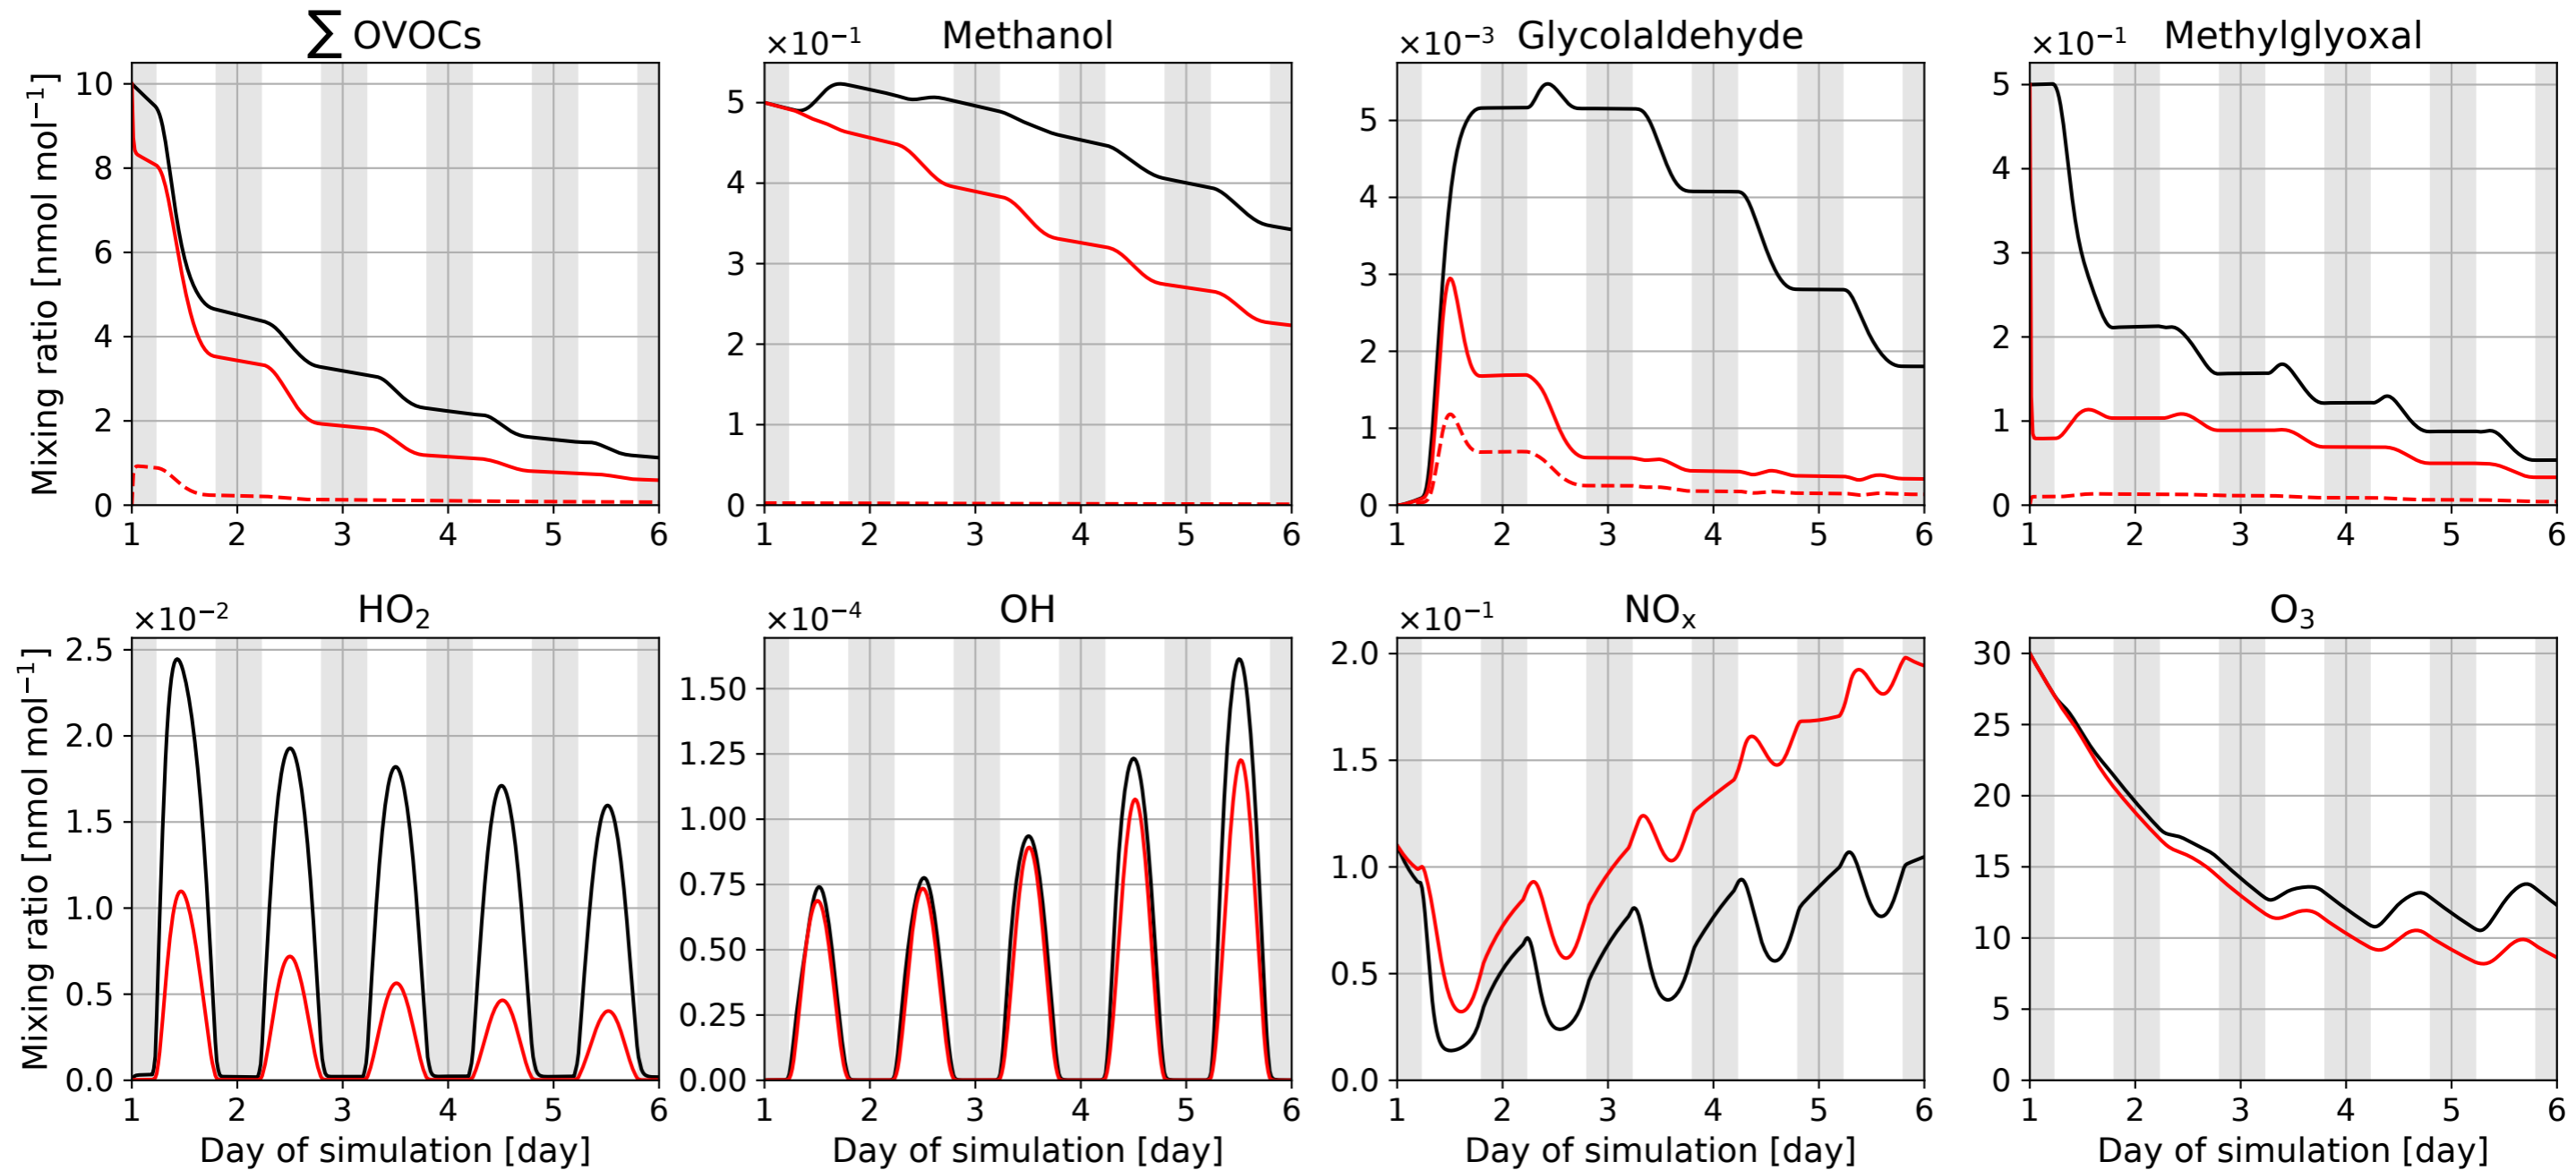 ∑ OVOCs
Mixing ratio [nmol mol⁻¹]
10
8
6
4
2
0
1 2 3 4 5 6
×10⁻¹ Methanol
5
4
3
2
1
0
1 2 3 4 5 6
×10⁻³ Glycolaldehyde
5
4
3
2
1
0
1 2 3 4 5 6
×10⁻¹ Methylglyoxal
5
4
3
2
1
0
1 2 3 4 5 6
×10⁻² HO₂
Mixing ratio [nmol mol⁻¹]
2.5
2.0
1.5
1.0
0.5
0.0
1 2 3 4 5 6
Day of simulation [day]
×10⁻⁴ OH
1.50
1.25
1.00
0.75
0.50
0.25
0.00
1 2 3 4 5 6
Day of simulation [day]
×10⁻¹ NOₓ
2.0
1.5
1.0
0.5
0.0
1 2 3 4 5 6
Day of simulation [day]
O₃
30
25
20
15
10
5
0
1 2 3 4 5 6
Day of simulation [day]